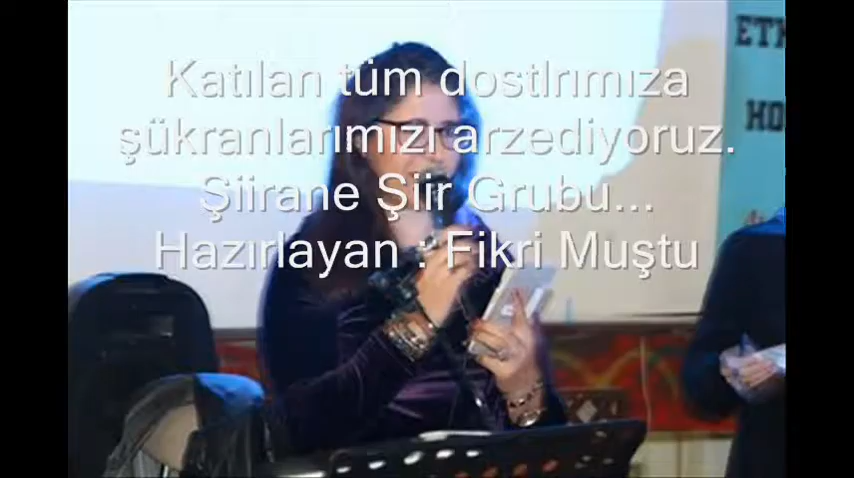 Katılan tüm dostlrımıza
şükranlarımızı arzediyoruz.
Şiirane Şiir Grubu...
Hazırlayan : Fikri Muştu